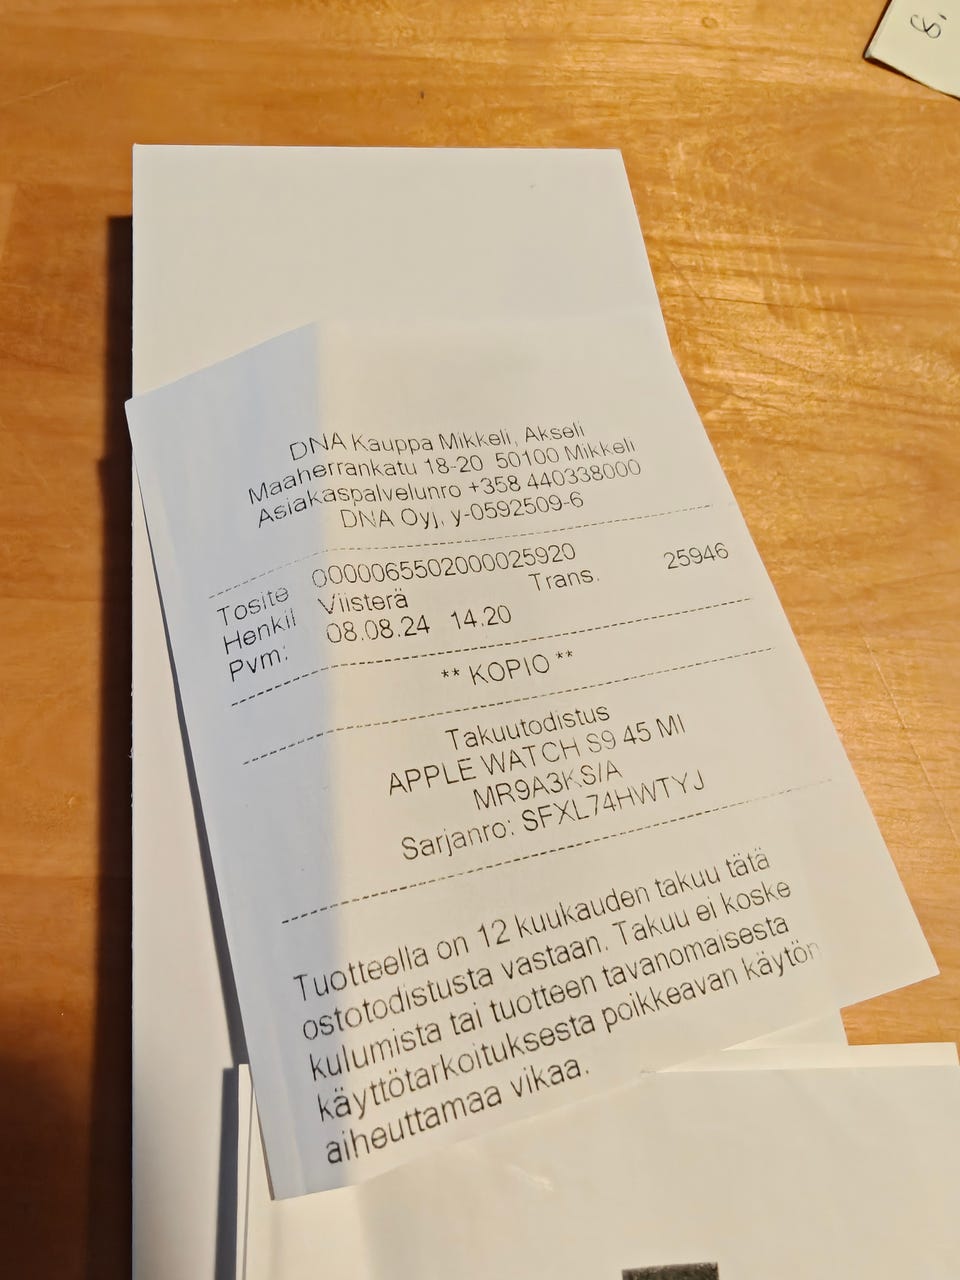 8.
DNA Kauppa Mikkeli, Akseli
Maaherrankatu 18-20 50100 Mikkeli
Asiakaspalvelunro +358 440338000
DNA Oyj, y-0592509-6
Tosite 0000065502000025920
Henkil Viisterä Trans. 25946
Pvm: 08.08.24 14.20
** KOPIO **
Takuutodistus
APPLE WATCH S9 45 MI
MR9A3KS/A
Sarjanro: SFXL74HWTYJ
Tuotteella on 12 kuukauden takuu tätä
ostotodistusta vastaan. Takuu ei koske
kulumista tai tuotteen tavanomaisesta
käyttötarkoituksesta poikkeavan käytön
aiheuttamaa vikaa.